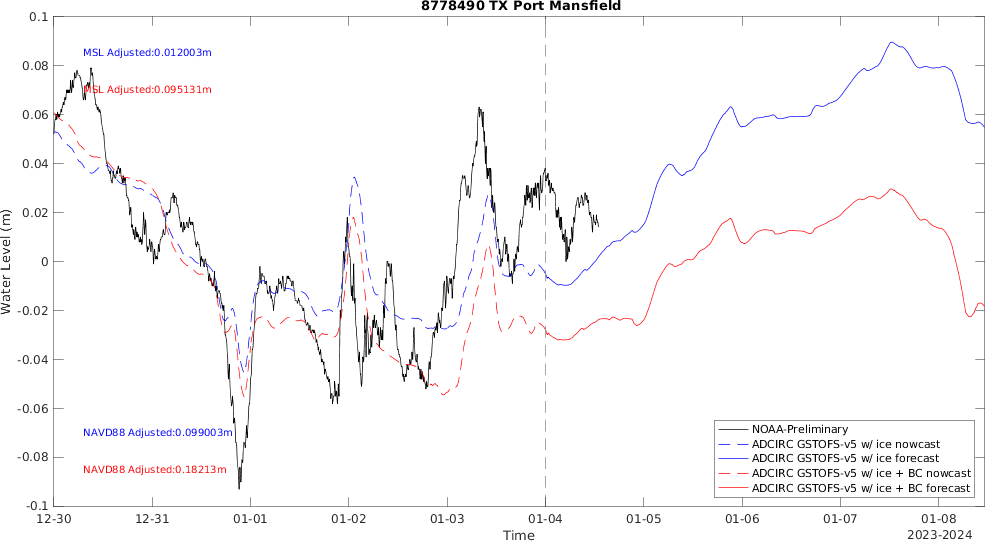 8778490 TX Port Mansfield
0.1
0.08
0.06
0.04
0.02
0
-0.02
-0.04
-0.06
-0.08
-0.1
Water Level (m)
MSL Adjusted:0.012003m
MSL Adjusted:0.095131m
NAVD88 Adjusted:0.099003m
NAVD88 Adjusted:0.18213m
NOAA-Preliminary
ADCIRC GSTOFS-v5 w/ ice nowcast
ADCIRC GSTOFS-v5 w/ ice forecast
ADCIRC GSTOFS-v5 w/ ice + BC nowcast
ADCIRC GSTOFS-v5 w/ ice + BC forecast
12-30 12-31 01-01 01-02 01-03 01-04 01-05 01-06 01-07 01-08
Time
2023-2024